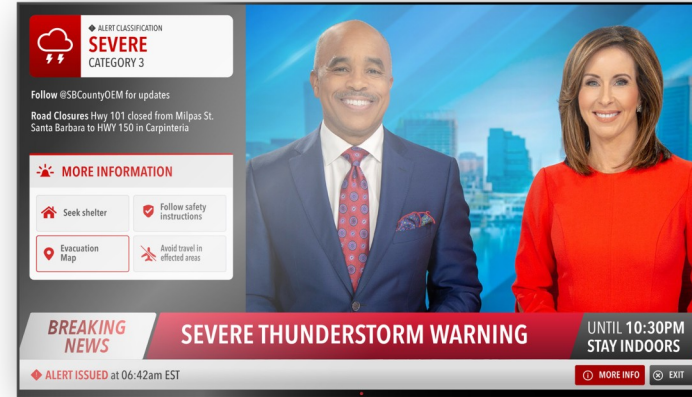 ALERT CLASSIFICATION
SEVERE
CATEGORY 3
Follow @SBCountyOEM for updates
Road Closures Hwy 101 closed from Milpas St.
Santa Barbara to HWY 150 in Carpinteria
MORE INFORMATION
Seek shelter
Follow safety
instructions
Evacuation
Map
Avoid travel in
effected areas
BREAKING
NEWS
SEVERE THUNDERSTORM WARNING
UNTIL 10:30PM
STAY INDOORS
ALERT ISSUED at 06:42am EST
MORE INFO
EXIT